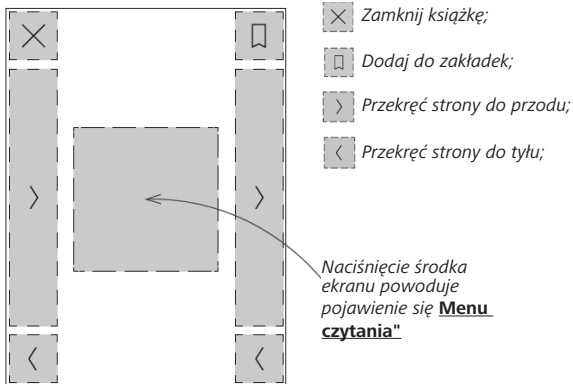 Zamknij książkę;
Dodaj do zakładek;
Przekręć strony do przodu;
Przekręć strony do tyłu;
Naciśnięcie środka
ekranu powoduje
pojawienie się Menu
czytania"